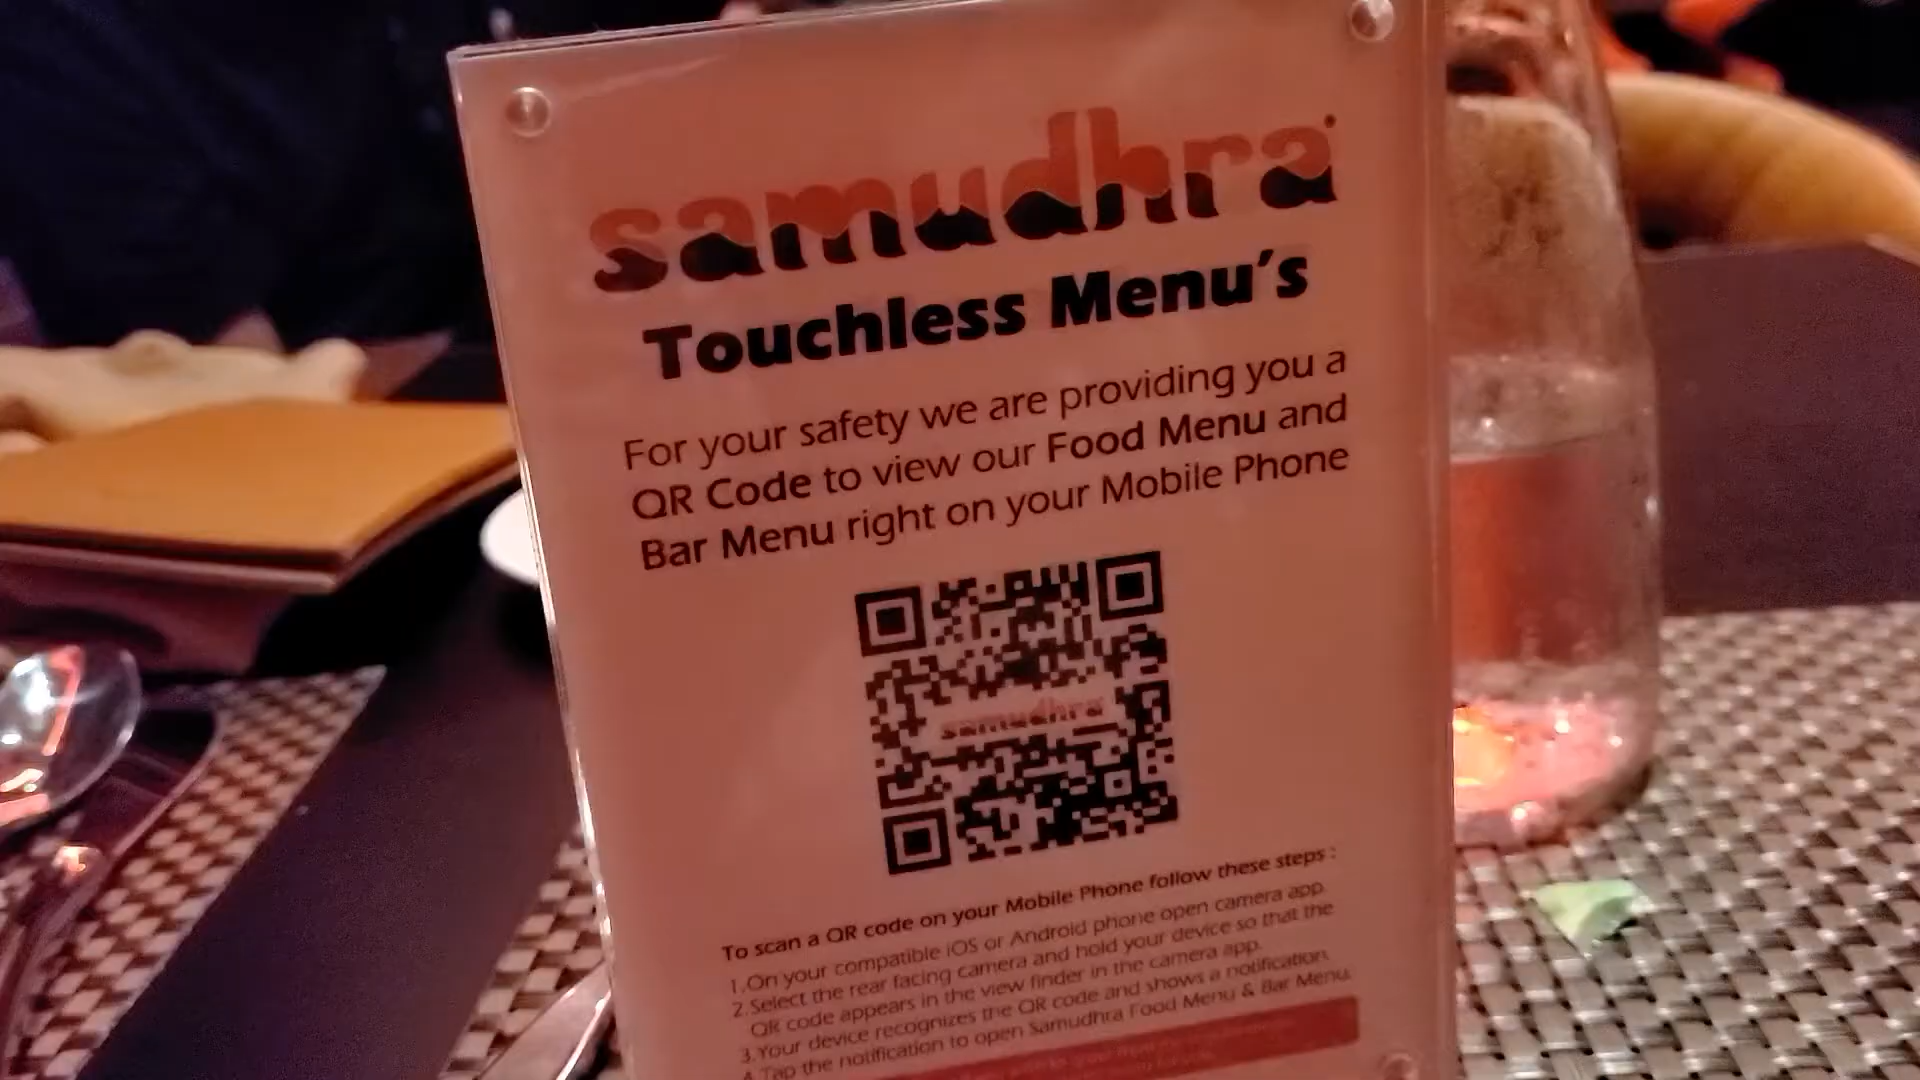 samudhra
Touchless Menu's
For your safety we are providing you a
QR Code to view our Food Menu and
Bar Menu right on your Mobile Phone
samudhra
To scan a QR code on your Mobile Phone follow these steps :
1.On your compatible iOS or Android phone open camera app.
2.Select the rear facing camera and hold your device so that the
QR code appears in the view finder in the camera app.
3.Your device recognizes the QR code and shows a notification.
4.Tap the notification to open Samudhra Food Menu & Bar Menu.